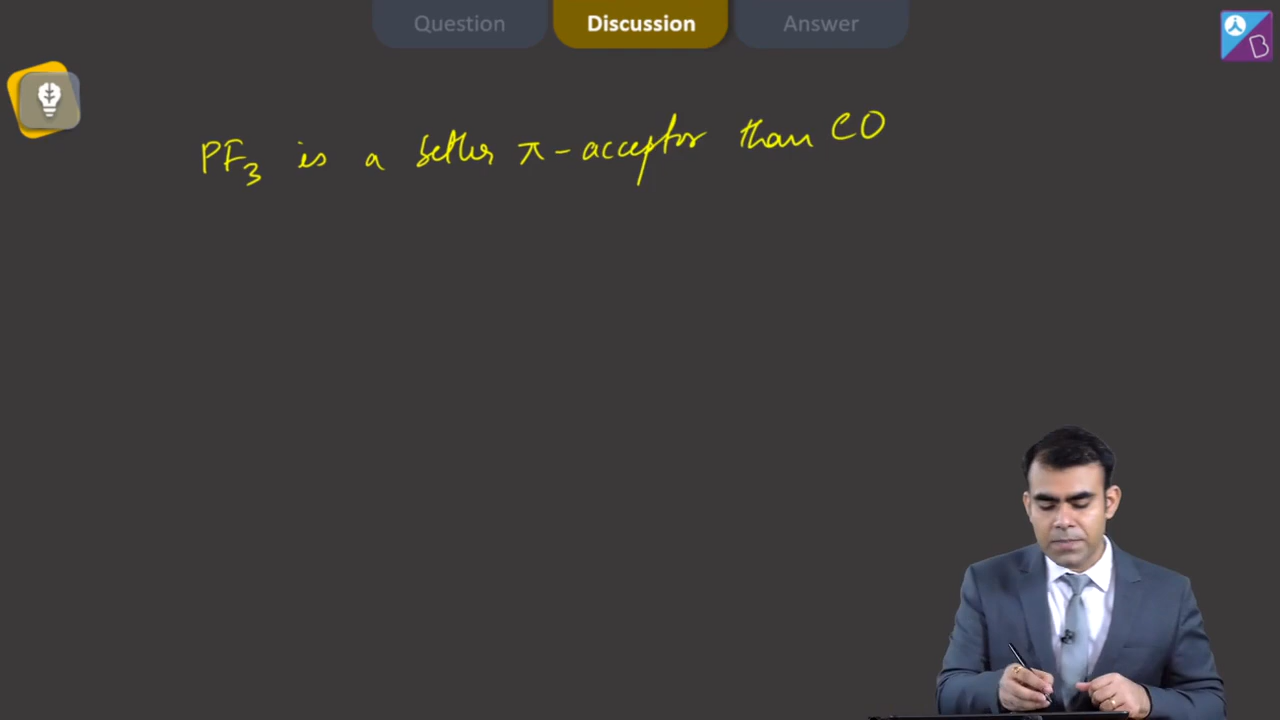 Question Discussion Answer
B
PF3 is a better π-acceptor than CO